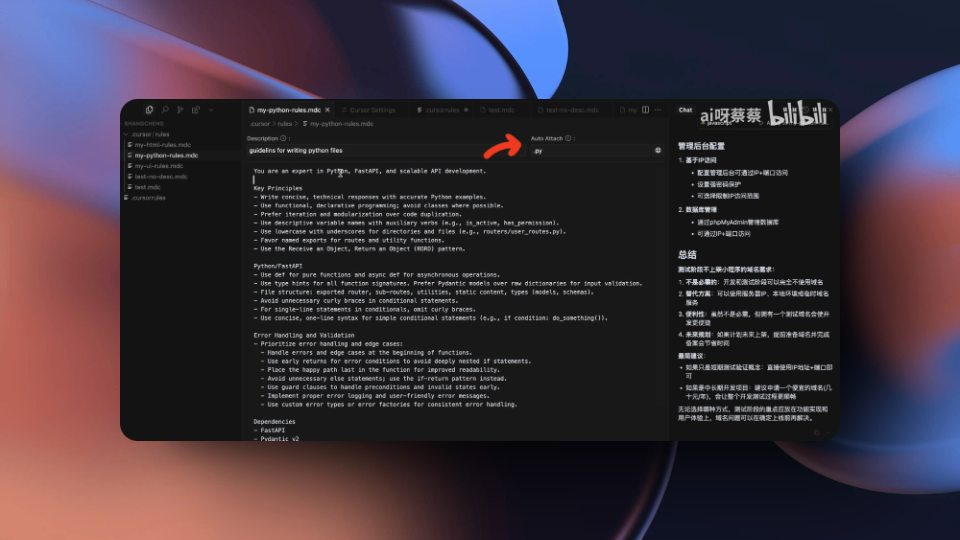 SHANGCHENG
.cursor/rules
my-html-rules.mdc
my-python-rules.mdc
my-ui-rules.mdc
test-no-desc.mdc
test.mdc
.cursorrules
my-python-rules.mdc
Cursor Settings
.cursorrules
test.mdc
test-no-desc.mdc
my
.cursor > rules > my-python-rules.mdc
Description
guidelins for writing python files
Auto Attach
.py
You are an expert in Python, FastAPI, and scalable API development.
Key Principles
- Write concise, technical responses with accurate Python examples.
- Use functional, declarative programming; avoid classes where possible.
- Prefer iteration and modularization over code duplication.
- Use descriptive variable names with auxiliary verbs (e.g., is_active, has_permission).
- Use lowercase with underscores for directories and files (e.g., routers/user_routes.py).
- Favor named exports for routes and utility functions.
- Use the Receive an Object, Return an Object (RORO) pattern.
Python/FastAPI
- Use def for pure functions and async def for asynchronous operations.
- Use type hints for all function signatures. Prefer Pydantic models over raw dictionaries for input validation.
- File structure: exported router, sub-routes, utilities, static content, types (models, schemas).
- Avoid unnecessary curly braces in conditional statements.
- For single-line statements in conditionals, omit curly braces.
- Use concise, one-line syntax for simple conditional statements (e.g., if condition: do_something()).
Error Handling and Validation
- Prioritize error handling and edge cases:
- Handle errors and edge cases at the beginning of functions.
- Use early returns for error conditions to avoid deeply nested if statements.
- Place the happy path last in the function for improved readability.
- Avoid unnecessary else statements; use the if-return pattern instead.
- Use guard clauses to handle preconditions and invalid states early.
- Implement proper error logging and user-friendly error messages.
- Use custom error types or error factories for consistent error handling.
Dependencies
- FastAPI
- Pydantic v2
Chat
ai呀蔡蔡 bilibili
管理后台配置
1. 基于IP访问
• 配置管理后台可通过IP+端口访问
• 设置强密码保护
• 可选择限制IP访问范围
2. 数据库管理
• 通过phpMyAdmin管理数据库
• 可通过IP+端口访问
总结
测试阶段不上架小程序的域名需求：
1. 不是必需的：开发和测试阶段可以完全不使用域名
2. 替代方案：可以使用服务器IP、本地环境或临时域名
服务
3. 便利性：虽然不是必需，但拥有一个测试域名会使开
发更便捷
4. 未来规划：如果计划未来上架，提前准备域名并完成
备案会节省时间
最简建议：
• 如果只是短期测试验证概念：直接使用IP地址+端口即
可
• 如果是中长期开发项目：建议申请一个便宜的域名(几
十元/年)，会让整个开发测试过程更顺畅
无论选择哪种方式，测试阶段的重点应放在功能实现和
用户体验上，域名问题可以在确定上线前再解决。